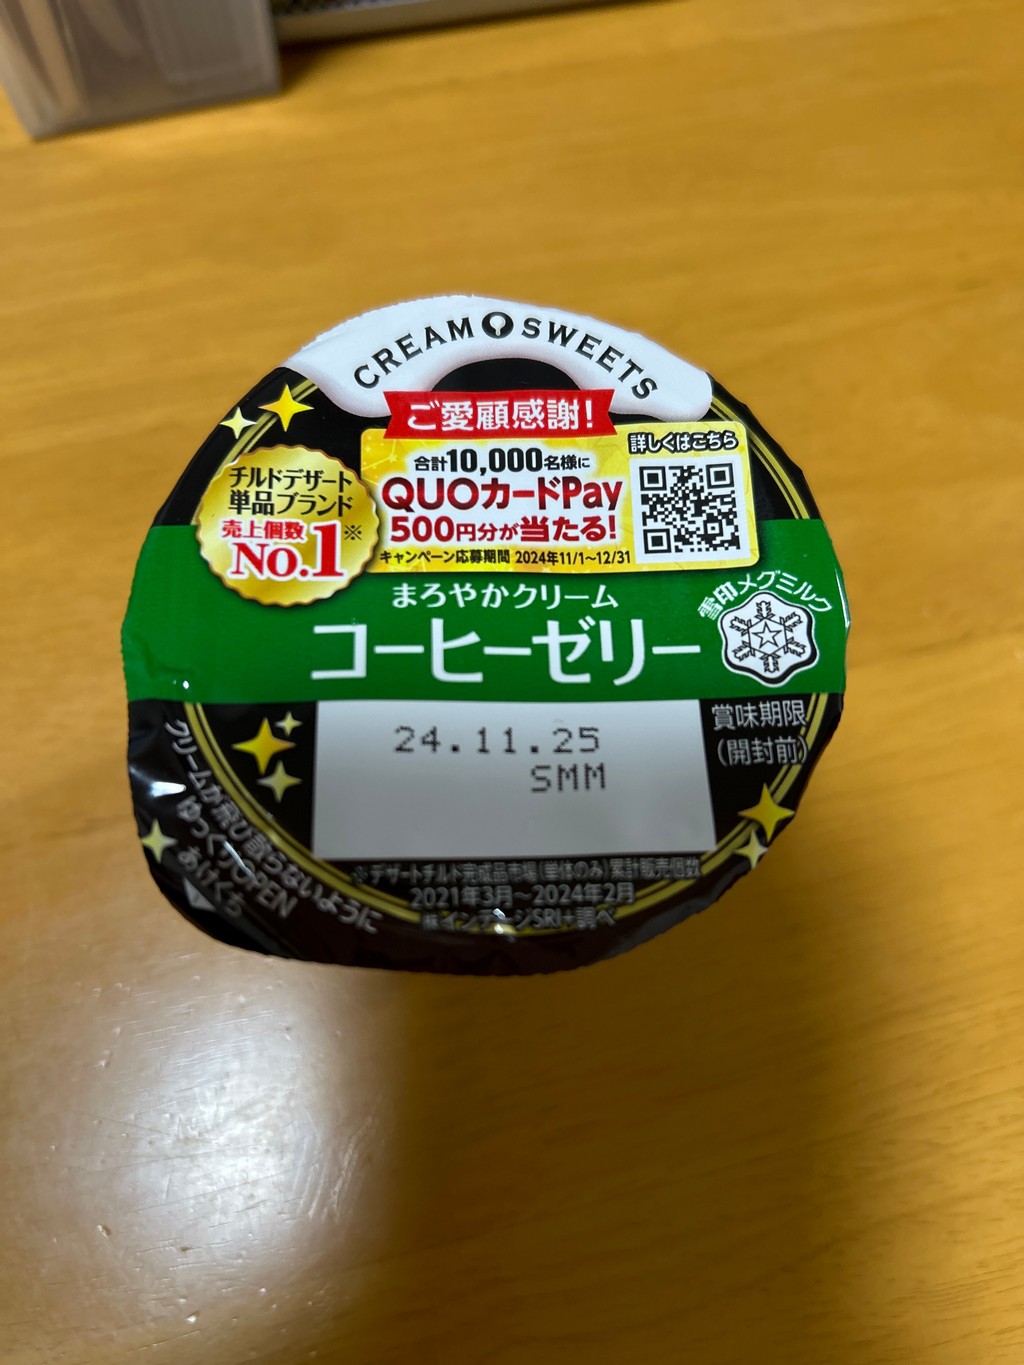 CREAM SWEETS
ご愛顧感謝!
合計10,000名様に
QUOカードPay
500円分が当たる!
キャンペーン応募期間 2024年11/1~12/31
詳しくはこちら
チルドデザート
単品ブランド
売上個数
No.1※
まろやかクリーム
コーヒーゼリー
雪印メグミルク
24.11.25
SMM
賞味期限
(開封前)
クリームが飛び散らないように
ゆっくりOPEN
あけくち
※デザートチルド完成品市場(単体のみ)累計販売個数
2021年3月~2024年2月
㈱インテージSRI+調べ